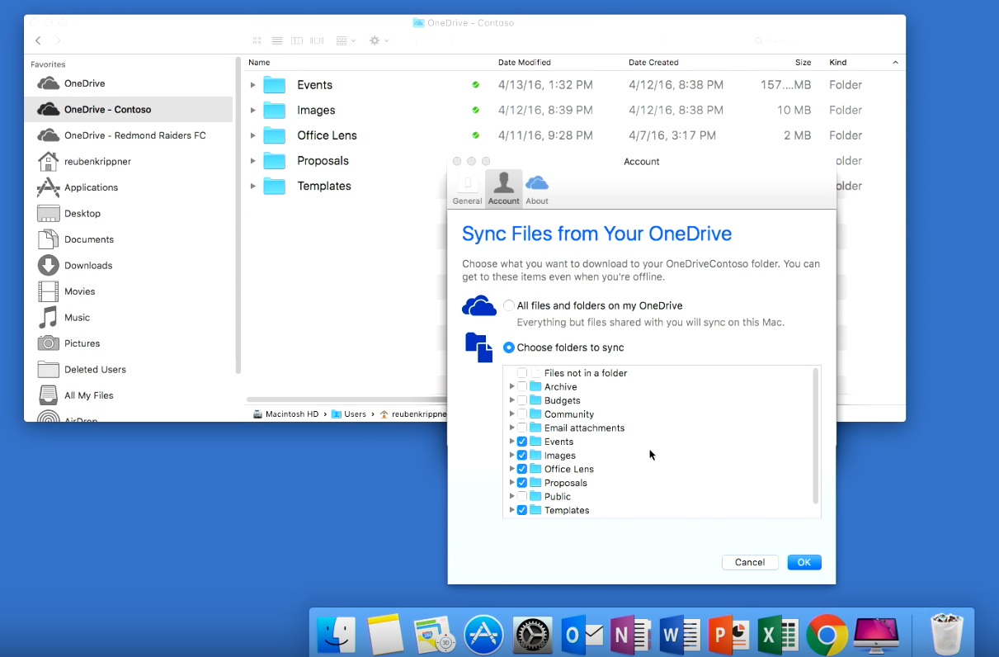 OneDrive - Contoso
Favorites
OneDrive
OneDrive - Contoso
OneDrive - Redmond Raiders FC
reubenkrippner
Applications
Desktop
Documents
Downloads
Movies
Music
Pictures
Deleted Users
All My Files
AirDrop
Name Date Modified Date Created Size Kind
Events 4/13/16, 1:32 PM 4/12/16, 8:38 PM 157....MB Folder
Images 4/12/16, 8:39 PM 4/12/16, 8:38 PM 10 MB Folder
Office Lens 4/11/16, 9:28 PM 4/7/16, 3:17 PM 2 MB Folder
Proposals older
Templates older
Macintosh HD › Users › reubenkrippne
Account
General Account About
Sync Files from Your OneDrive
Choose what you want to download to your OneDriveContoso folder. You can
get to these items even when you're offline.
All files and folders on my OneDrive
Everything but files shared with you will sync on this Mac.
Choose folders to sync
Files not in a folder
Archive
Budgets
Community
Email attachments
Events
Images
Office Lens
Proposals
Public
Templates
Cancel OK